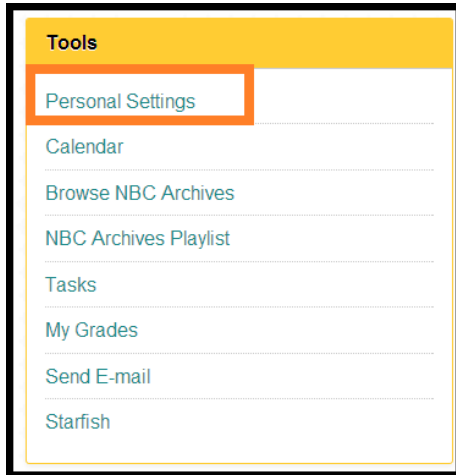 Tools
Personal Settings
Calendar
Browse NBC Archives
NBC Archives Playlist
Tasks
My Grades
Send E-mail
Starfish